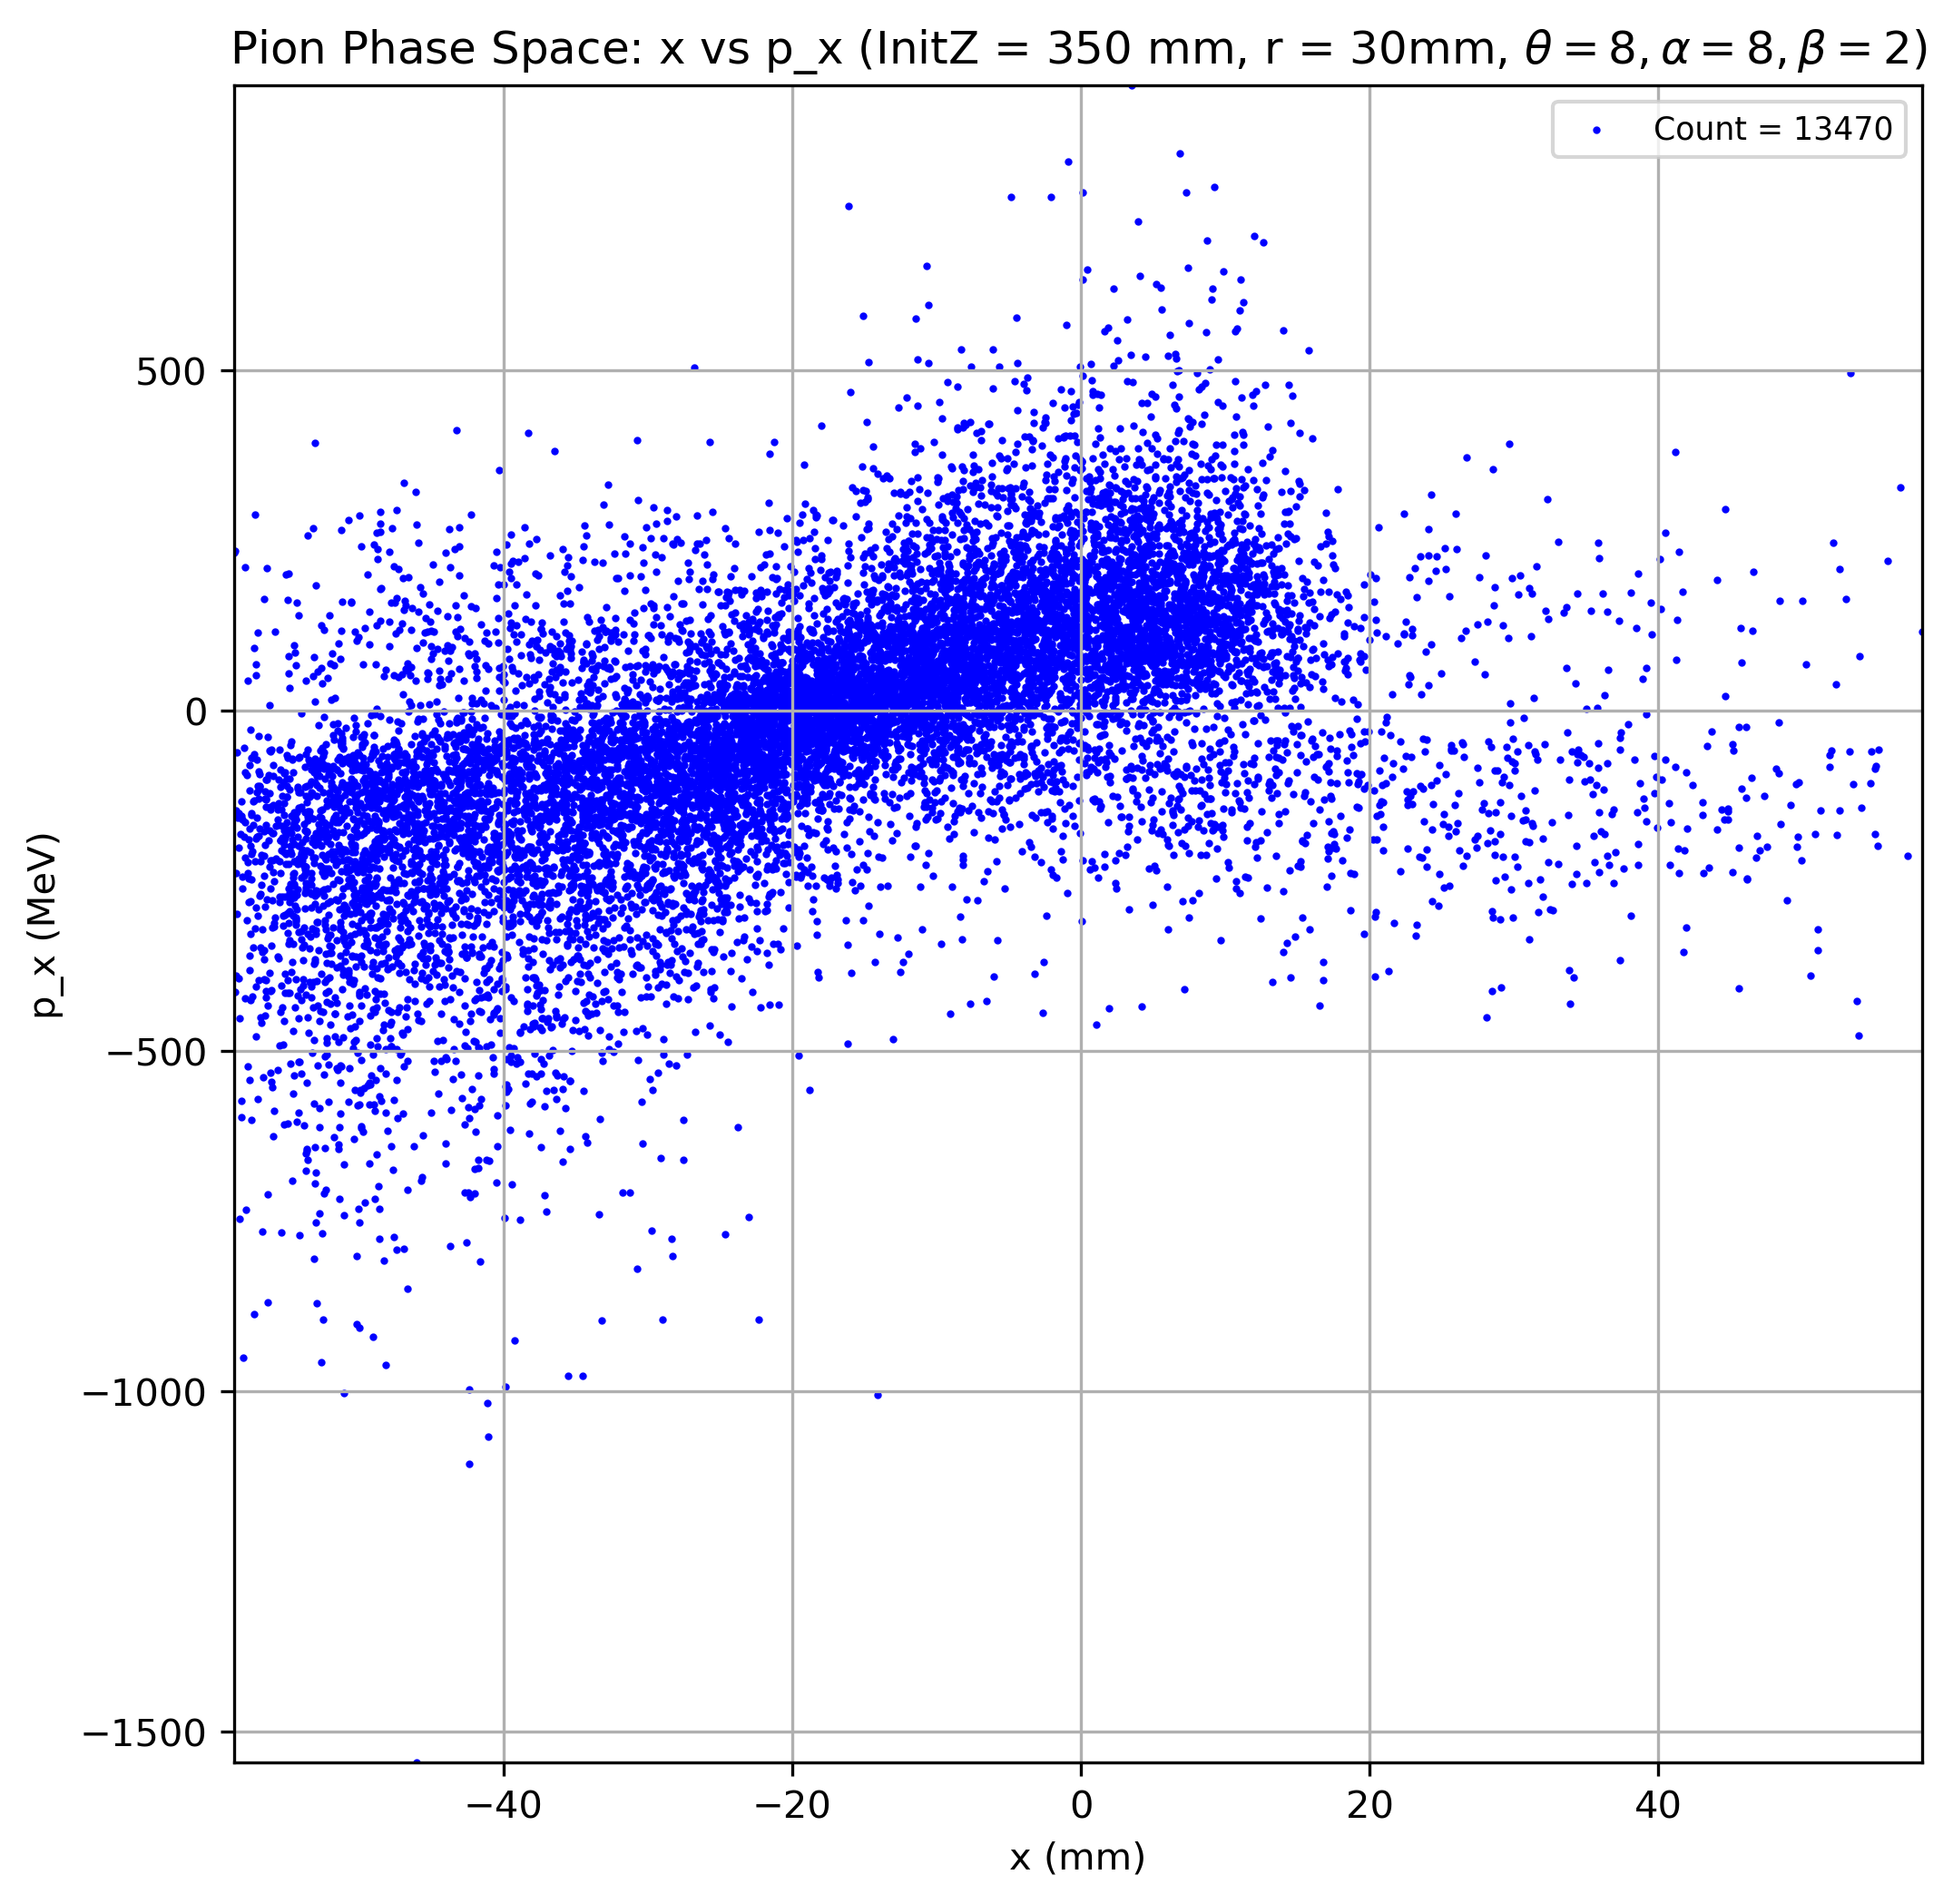 Pion Phase Space: x vs p_x (InitZ = 350 mm, r = 30mm, θ = 8, α = 8, β = 2)
Count = 13470
500
0
−500
−1000
−1500
p_x (MeV)
−40 −20 0 20 40
x (mm)